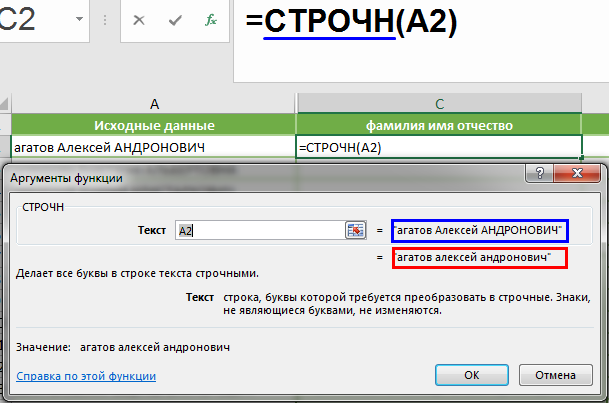 C2
=СТРОЧН(A2)
A C
Исходные данные фамилия имя отчество
агатов Алексей АНДРОНОВИЧ =СТРОЧН(A2)
Аргументы функции
СТРОЧН
Текст A2 = "агатов Алексей АНДРОНОВИЧ"
= "агатов алексей андронович"
Делает все буквы в строке текста строчными.
Текст строка, буквы которой требуется преобразовать в строчные. Знаки,
не являющиеся буквами, не изменяются.
Значение: агатов алексей андронович
Справка по этой функции ОК Отмена